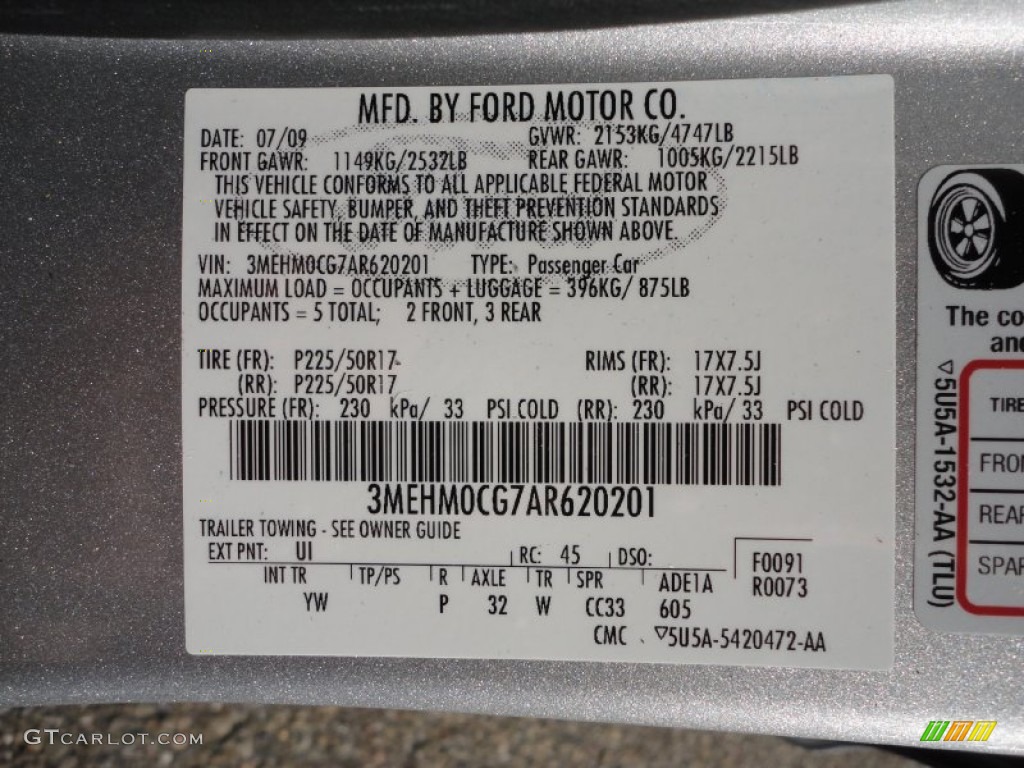 MFD. BY FORD MOTOR CO.
DATE: 07/09 GVWR: 2153KG/4747LB
FRONT GAWR: 1149KG/2532LB REAR GAWR: 1005KG/2215LB
THIS VEHICLE CONFORMS TO ALL APPLICABLE FEDERAL MOTOR
VEHICLE SAFETY, BUMPER, AND THEFT PREVENTION STANDARDS
IN EFFECT ON THE DATE OF MANUFACTURE SHOWN ABOVE.
VIN: 3MEHM0CG7AR620201 TYPE: Passenger Car
MAXIMUM LOAD = OCCUPANTS + LUGGAGE = 396KG/ 875LB
OCCUPANTS = 5 TOTAL; 2 FRONT, 3 REAR
TIRE (FR): P225/50R17 RIMS (FR): 17X7.5J
(RR): P225/50R17 (RR): 17X7.5J
PRESSURE (FR): 230 kPa/ 33 PSI COLD (RR): 230 kPa/ 33 PSI COLD
3MEHM0CG7AR620201
TRAILER TOWING - SEE OWNER GUIDE
EXT PNT: UI RC: 45 DSO: F0091
INT TR TP/PS R AXLE TR SPR ADE1A R0073
YW P 32 W CC33 605
CMC ▽5U5A-5420472-AA
The co
and
▽5U5A-1532-AA (TLU)
TIRE
FRON
REAR
SPAR
GTCARLOT.COM